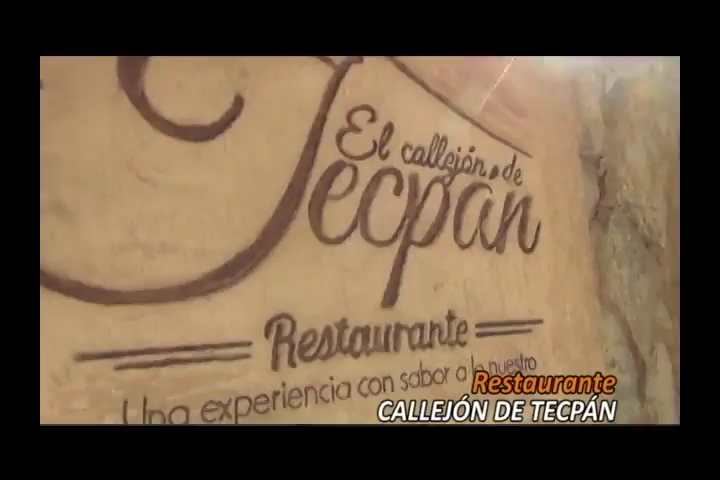 El callejón de
Tecpán
Restaurante
Una experiencia con sabor a lo nuestro
Restaurante
CALLEJÓN DE TECPÁN